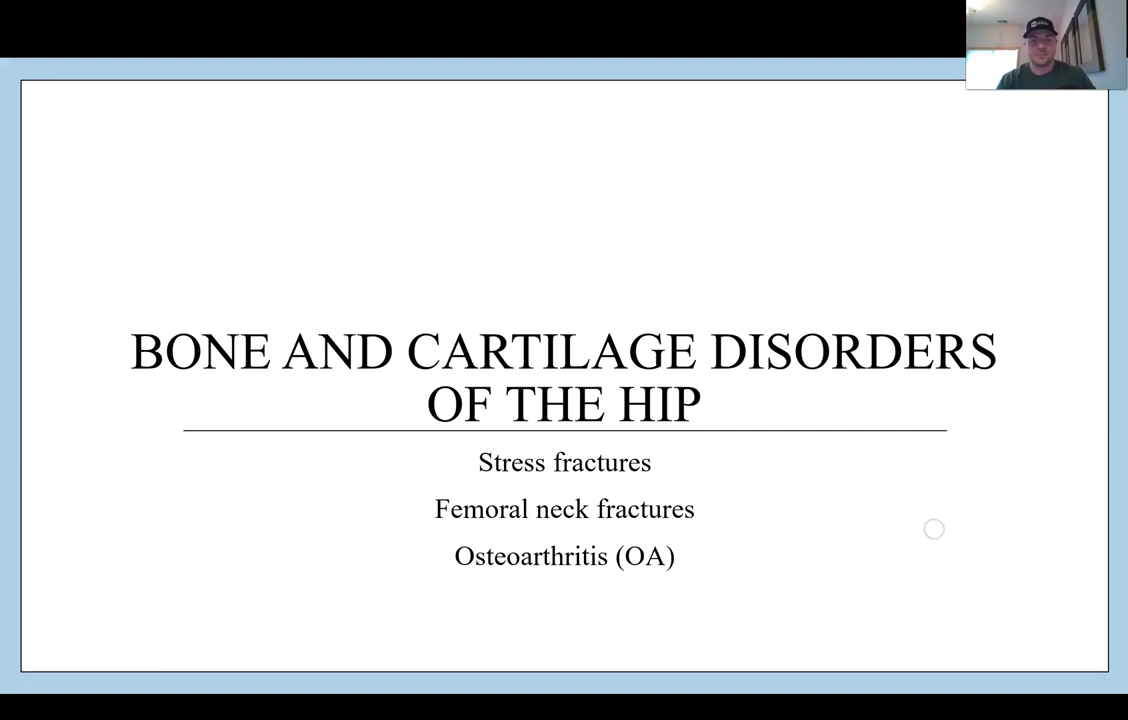 BONE AND CARTILAGE DISORDERS
OF THE HIP
Stress fractures
Femoral neck fractures
Osteoarthritis (OA)